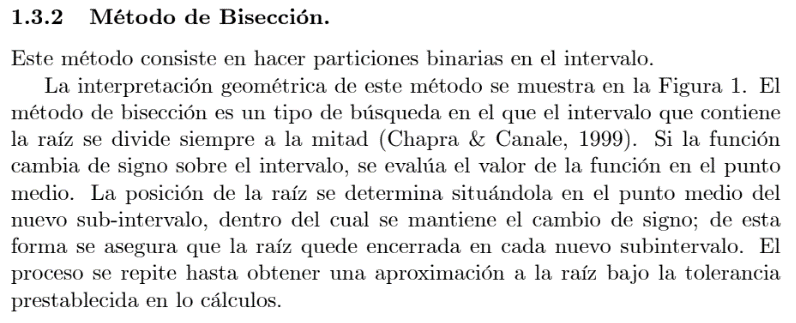 1.3.2 Método de Bisección.
Este método consiste en hacer particiones binarias en el intervalo.
La interpretación geométrica de este método se muestra en la Figura 1. El
método de bisección es un tipo de búsqueda en el que el intervalo que contiene
la raíz se divide siempre a la mitad (Chapra & Canale, 1999). Si la función
cambia de signo sobre el intervalo, se evalúa el valor de la función en el punto
medio. La posición de la raíz se determina situándola en el punto medio del
nuevo sub-intervalo, dentro del cual se mantiene el cambio de signo; de esta
forma se asegura que la raíz quede encerrada en cada nuevo subintervalo. El
proceso se repite hasta obtener una aproximación a la raíz bajo la tolerancia
prestablecida en lo cálculos.